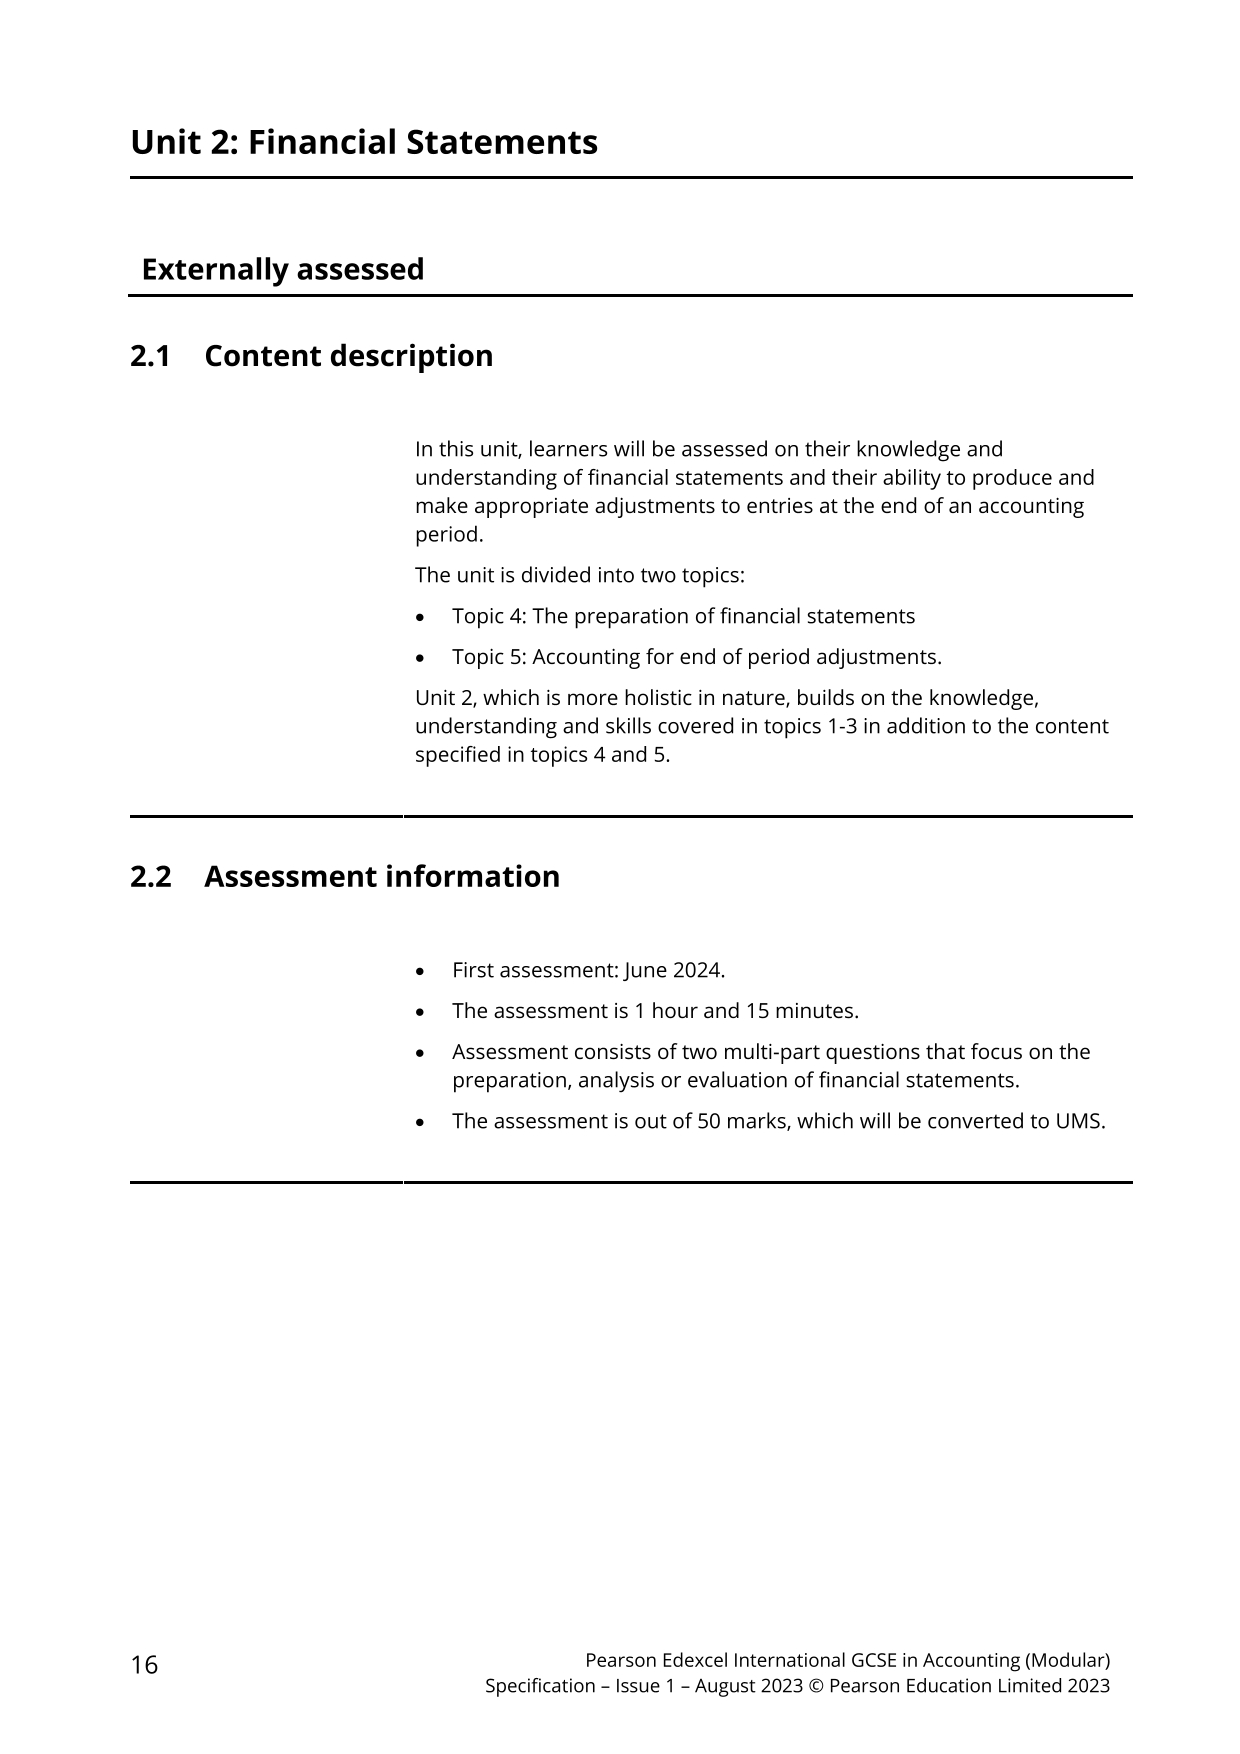 Unit 2: Financial Statements
Externally assessed
2.1 Content description
In this unit, learners will be assessed on their knowledge and
understanding of financial statements and their ability to produce and
make appropriate adjustments to entries at the end of an accounting
period.
The unit is divided into two topics:
• Topic 4: The preparation of financial statements
• Topic 5: Accounting for end of period adjustments.
Unit 2, which is more holistic in nature, builds on the knowledge,
understanding and skills covered in topics 1-3 in addition to the content
specified in topics 4 and 5.
2.2 Assessment information
• First assessment: June 2024.
• The assessment is 1 hour and 15 minutes.
• Assessment consists of two multi-part questions that focus on the
preparation, analysis or evaluation of financial statements.
• The assessment is out of 50 marks, which will be converted to UMS.
16
Pearson Edexcel International GCSE in Accounting (Modular)
Specification – Issue 1 – August 2023 © Pearson Education Limited 2023